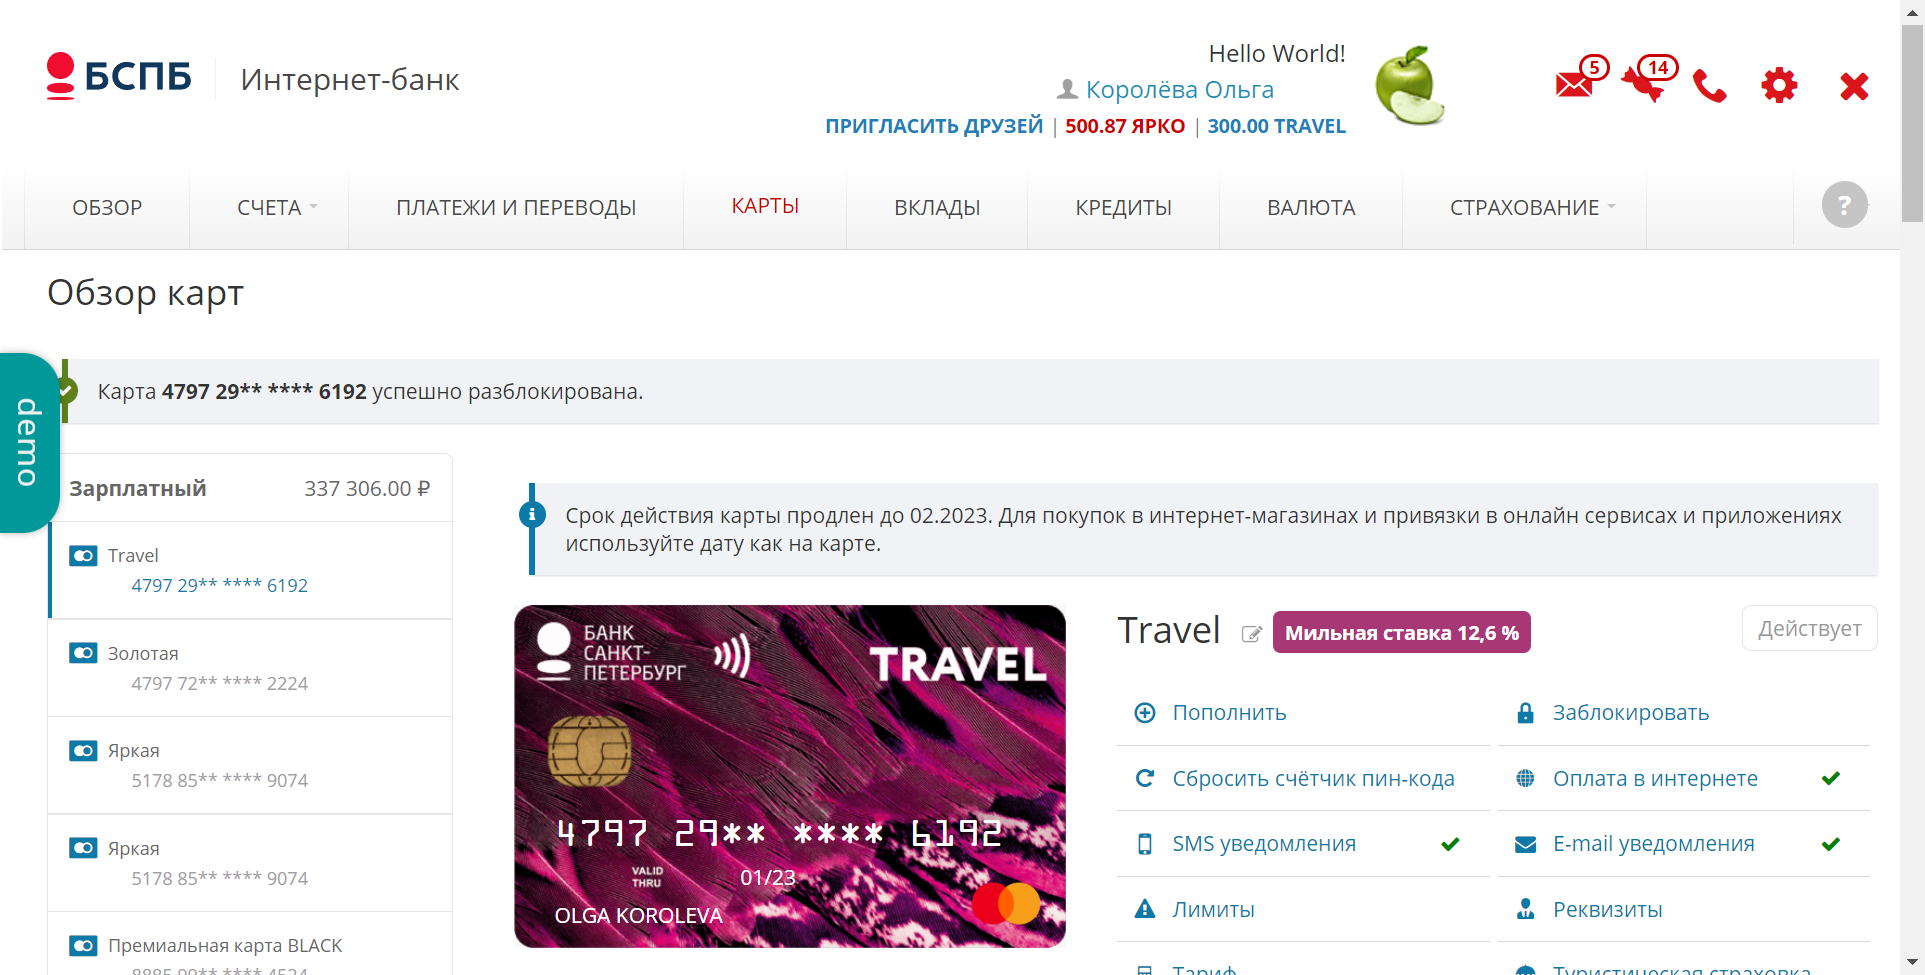 БСПБ
Интернет-банк
Hello World!
Королёва Ольга
ПРИГЛАСИТЬ ДРУЗЕЙ | 500.87 ЯРКО | 300.00 TRAVEL
5
14
ОБЗОР
СЧЕТА
ПЛАТЕЖИ И ПЕРЕВОДЫ
КАРТЫ
ВКЛАДЫ
КРЕДИТЫ
ВАЛЮТА
СТРАХОВАНИЕ
?
Обзор карт
demo
Карта 4797 29** **** 6192 успешно разблокирована.
Зарплатный 337 306.00 ₽
Travel
4797 29** **** 6192
Золотая
4797 72** **** 2224
Яркая
5178 85** **** 9074
Яркая
5178 85** **** 9074
Премиальная карта BLACK
8885 99** **** 4524
Срок действия карты продлен до 02.2023. Для покупок в интернет-магазинах и привязки в онлайн сервисах и приложениях
используйте дату как на карте.
БАНК
САНКТ-
ПЕТЕРБУРГ
TRAVEL
4797 29** **** 6192
VALID
THRU
01/23
OLGA KOROLEVA
Travel
Мильная ставка 12,6 %
Действует
Пополнить
Заблокировать
Сбросить счётчик пин-кода
Оплата в интернете
SMS уведомления
E-mail уведомления
Лимиты
Реквизиты
Тариф
Туристическая страховка